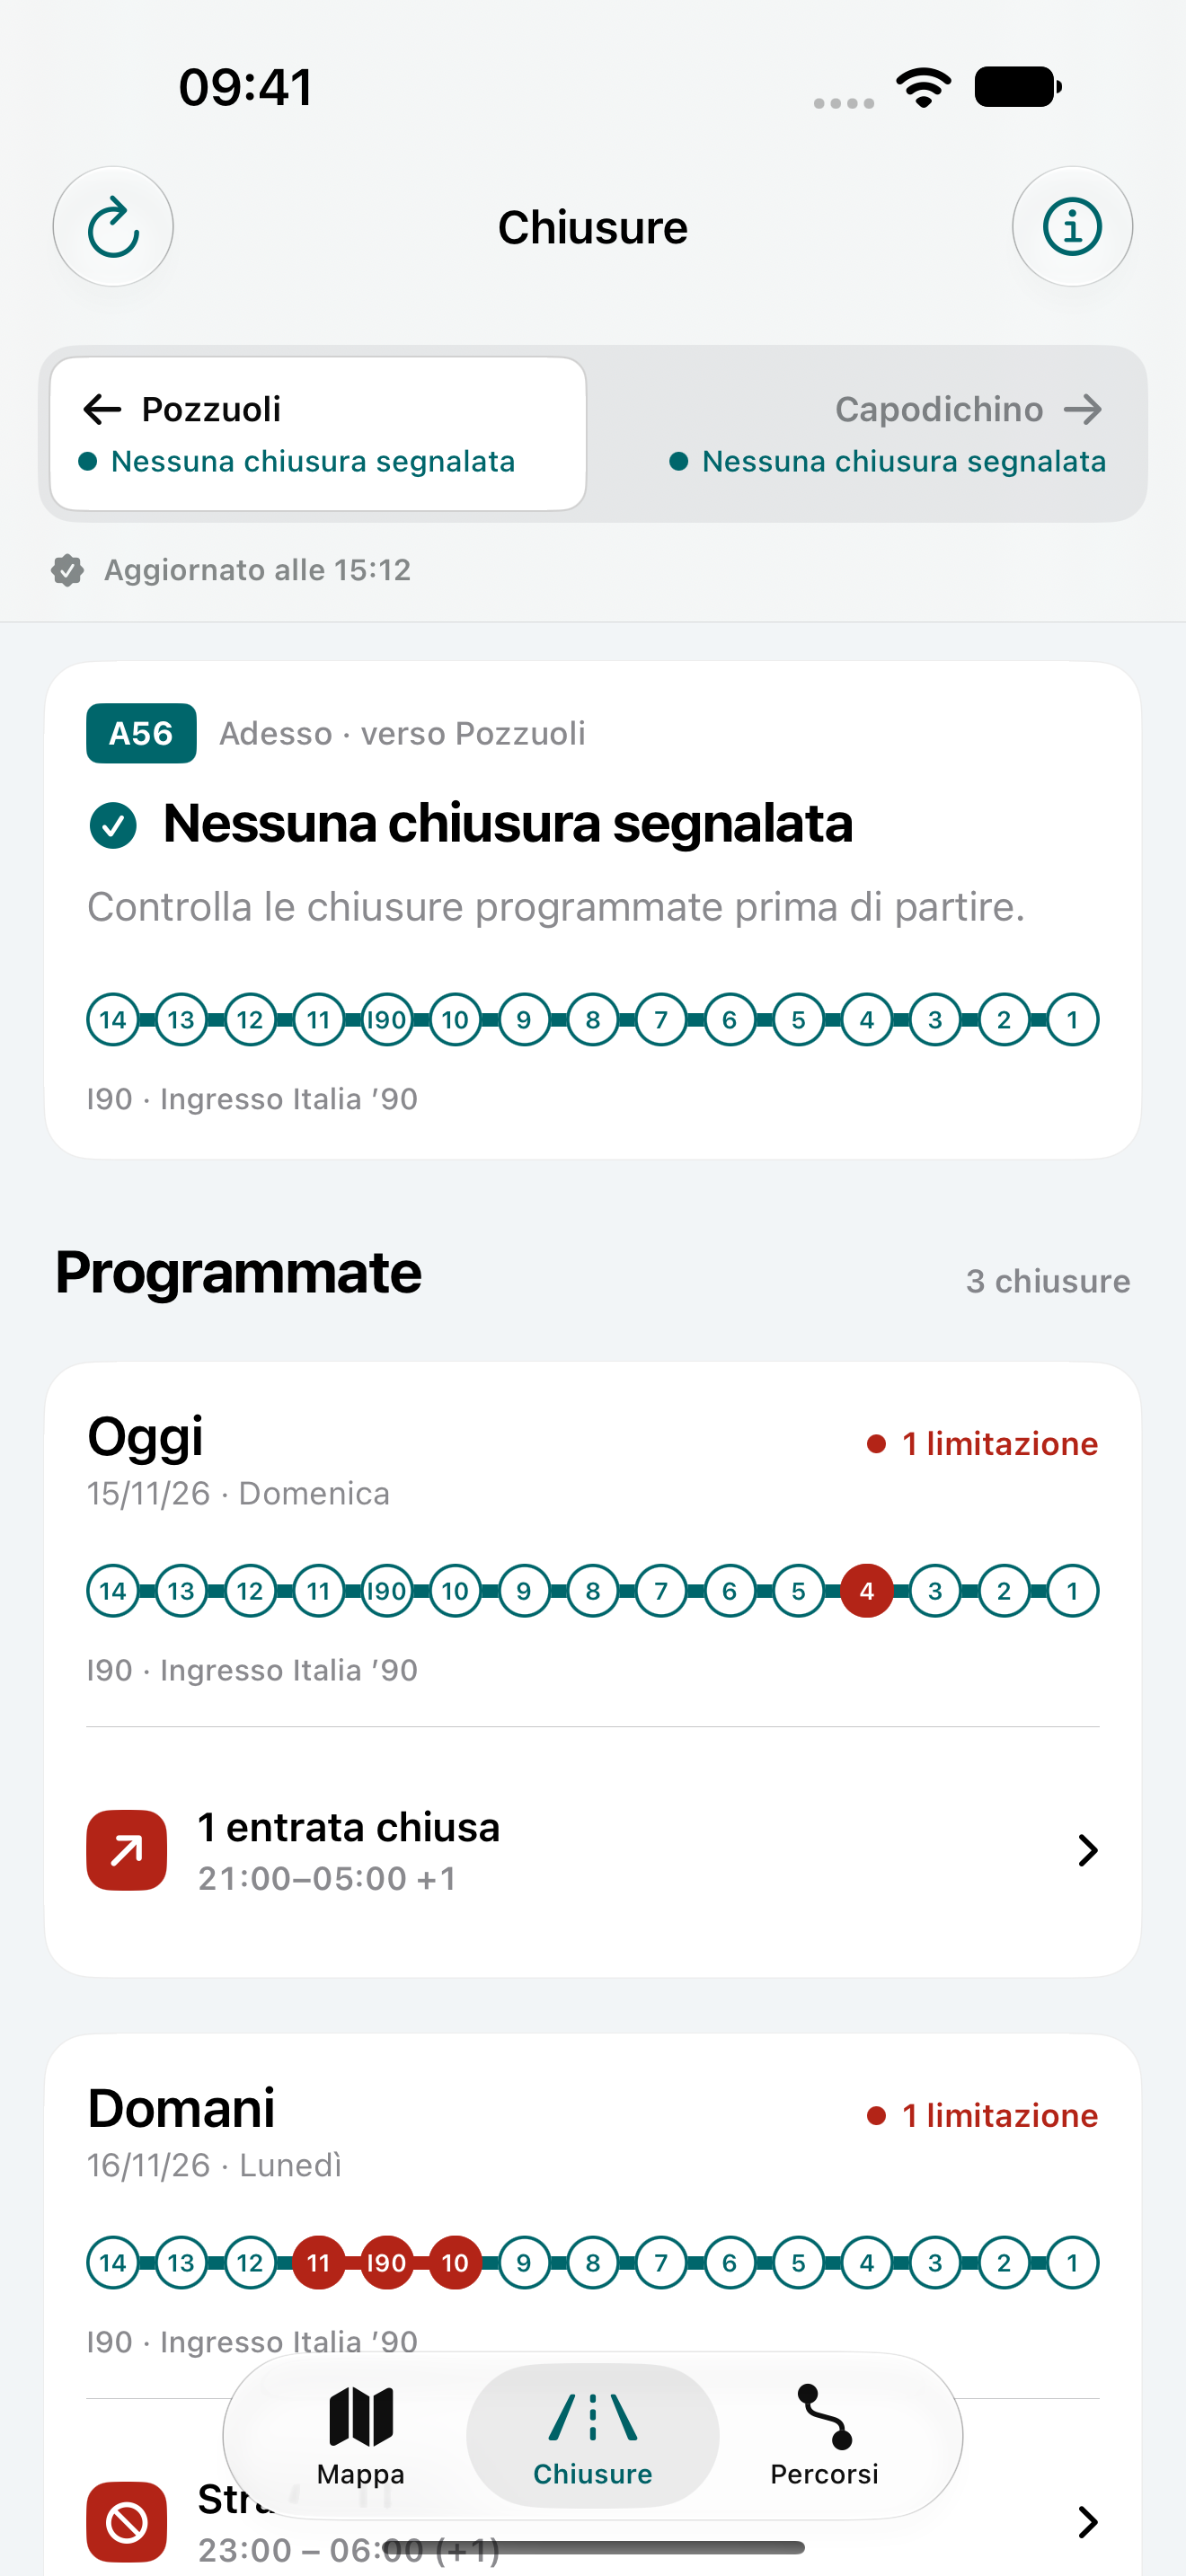 09:41
Chiusure
Pozzuoli
Nessuna chiusura segnalata
Capodichino
Nessuna chiusura segnalata
Aggiornato alle 15:12
A56 Adesso · verso Pozzuoli
Nessuna chiusura segnalata
Controlla le chiusure programmate prima di partire.
14 13 12 11 I90 10 9 8 7 6 5 4 3 2 1
I90 · Ingresso Italia ’90
Programmate
3 chiusure
Oggi
1 limitazione
15/11/26 · Domenica
14 13 12 11 I90 10 9 8 7 6 5 4 3 2 1
I90 · Ingresso Italia ’90
1 entrata chiusa
21:00–05:00 +1
Domani
1 limitazione
16/11/26 · Lunedì
14 13 12 11 I90 10 9 8 7 6 5 4 3 2 1
I90 · Ingresso Italia ’90
23:00 – 06:00 (+1)
Mappa
Chiusure
Percorsi